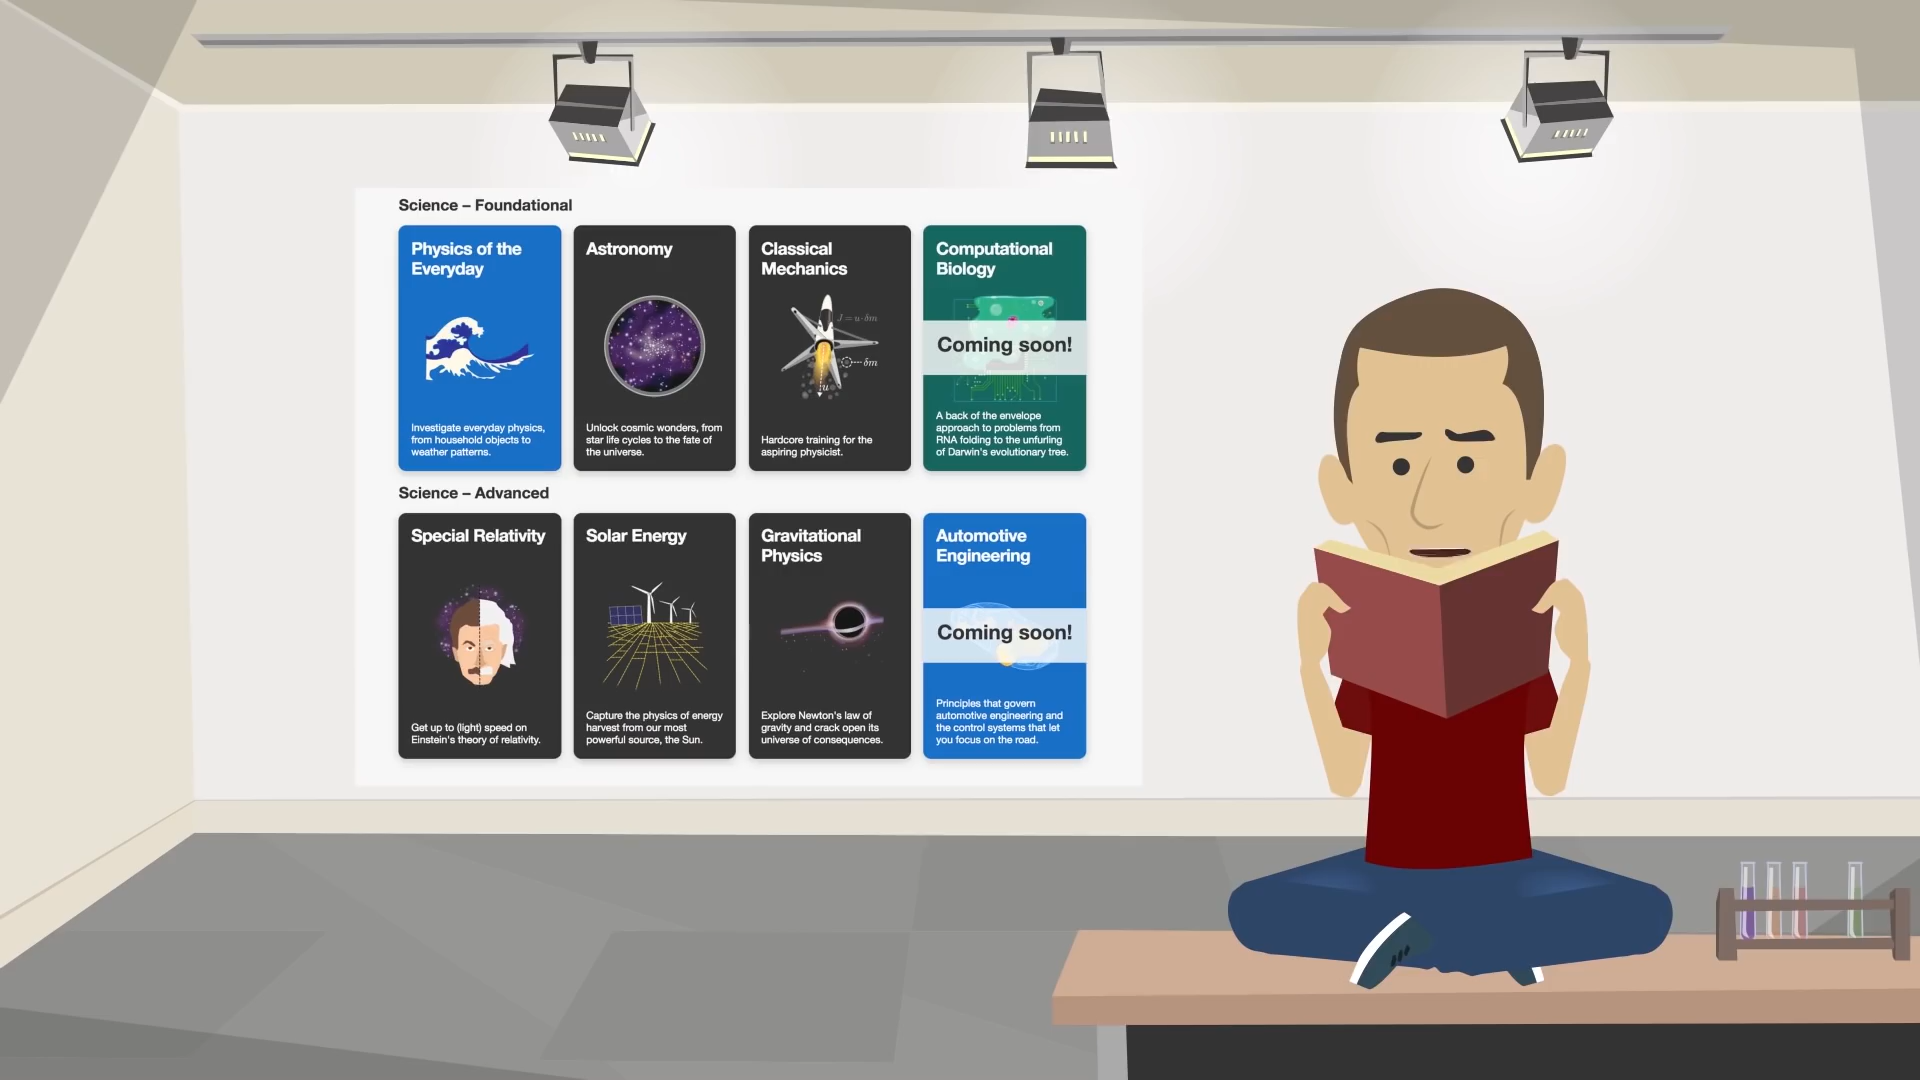 Science – Foundational
Physics of the
Everyday
Investigate everyday physics,
from household objects to
weather patterns.
Astronomy
Unlock cosmic wonders, from
star life cycles to the fate of
the universe.
Classical
Mechanics
J = u · δm
δm
u
Hardcore training for the
aspiring physicist.
Computational
Biology
Coming soon!
A back of the envelope
approach to problems from
RNA folding to the unfurling
of Darwin's evolutionary tree.
Science – Advanced
Special Relativity
Get up to (light) speed on
Einstein's theory of relativity.
Solar Energy
Capture the physics of energy
harvest from our most
powerful source, the Sun.
Gravitational
Physics
Explore Newton's law of
gravity and crack open its
universe of consequences.
Automotive
Engineering
Coming soon!
Principles that govern
automotive engineering and
the control systems that let
you focus on the road.